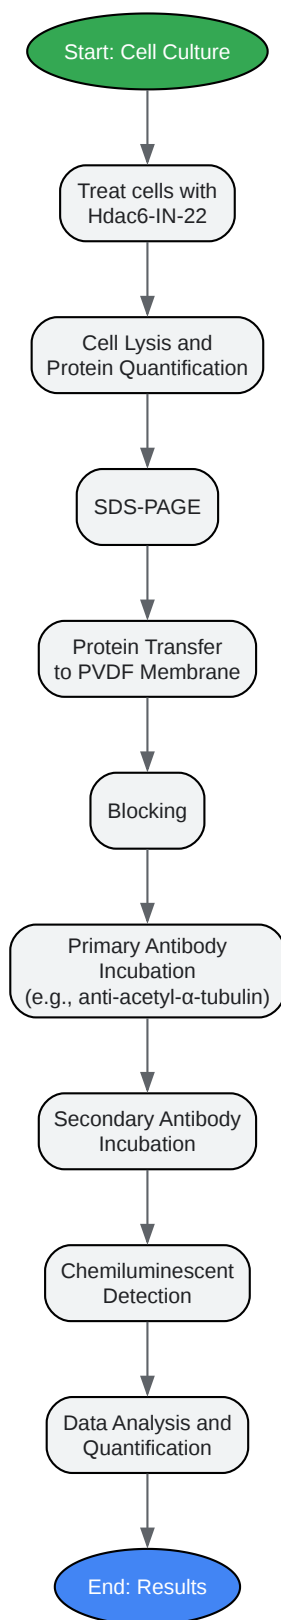 Start: Cell Culture
Treat cells with
Hdac6-IN-22
Cell Lysis and
Protein Quantification
SDS-PAGE
Protein Transfer
to PVDF Membrane
Blocking
Primary Antibody
Incubation
(e.g., anti-acetyl-α-tubulin)
Secondary Antibody
Incubation
Chemiluminescent
Detection
Data Analysis and
Quantification
End: Results